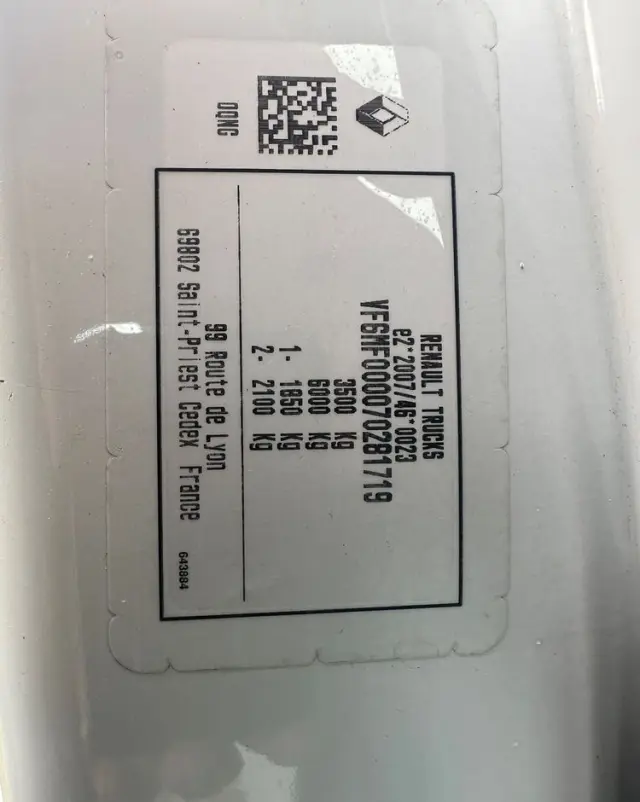 0QNG
RENAULT TRUCKS
e2*2007/46*0023
VF6MF000070281719
3500 Kg
6000 Kg
1- 1850 Kg
2- 2100 Kg
99 Route de Lyon
69802 Saint-Priest Cedex France
643884